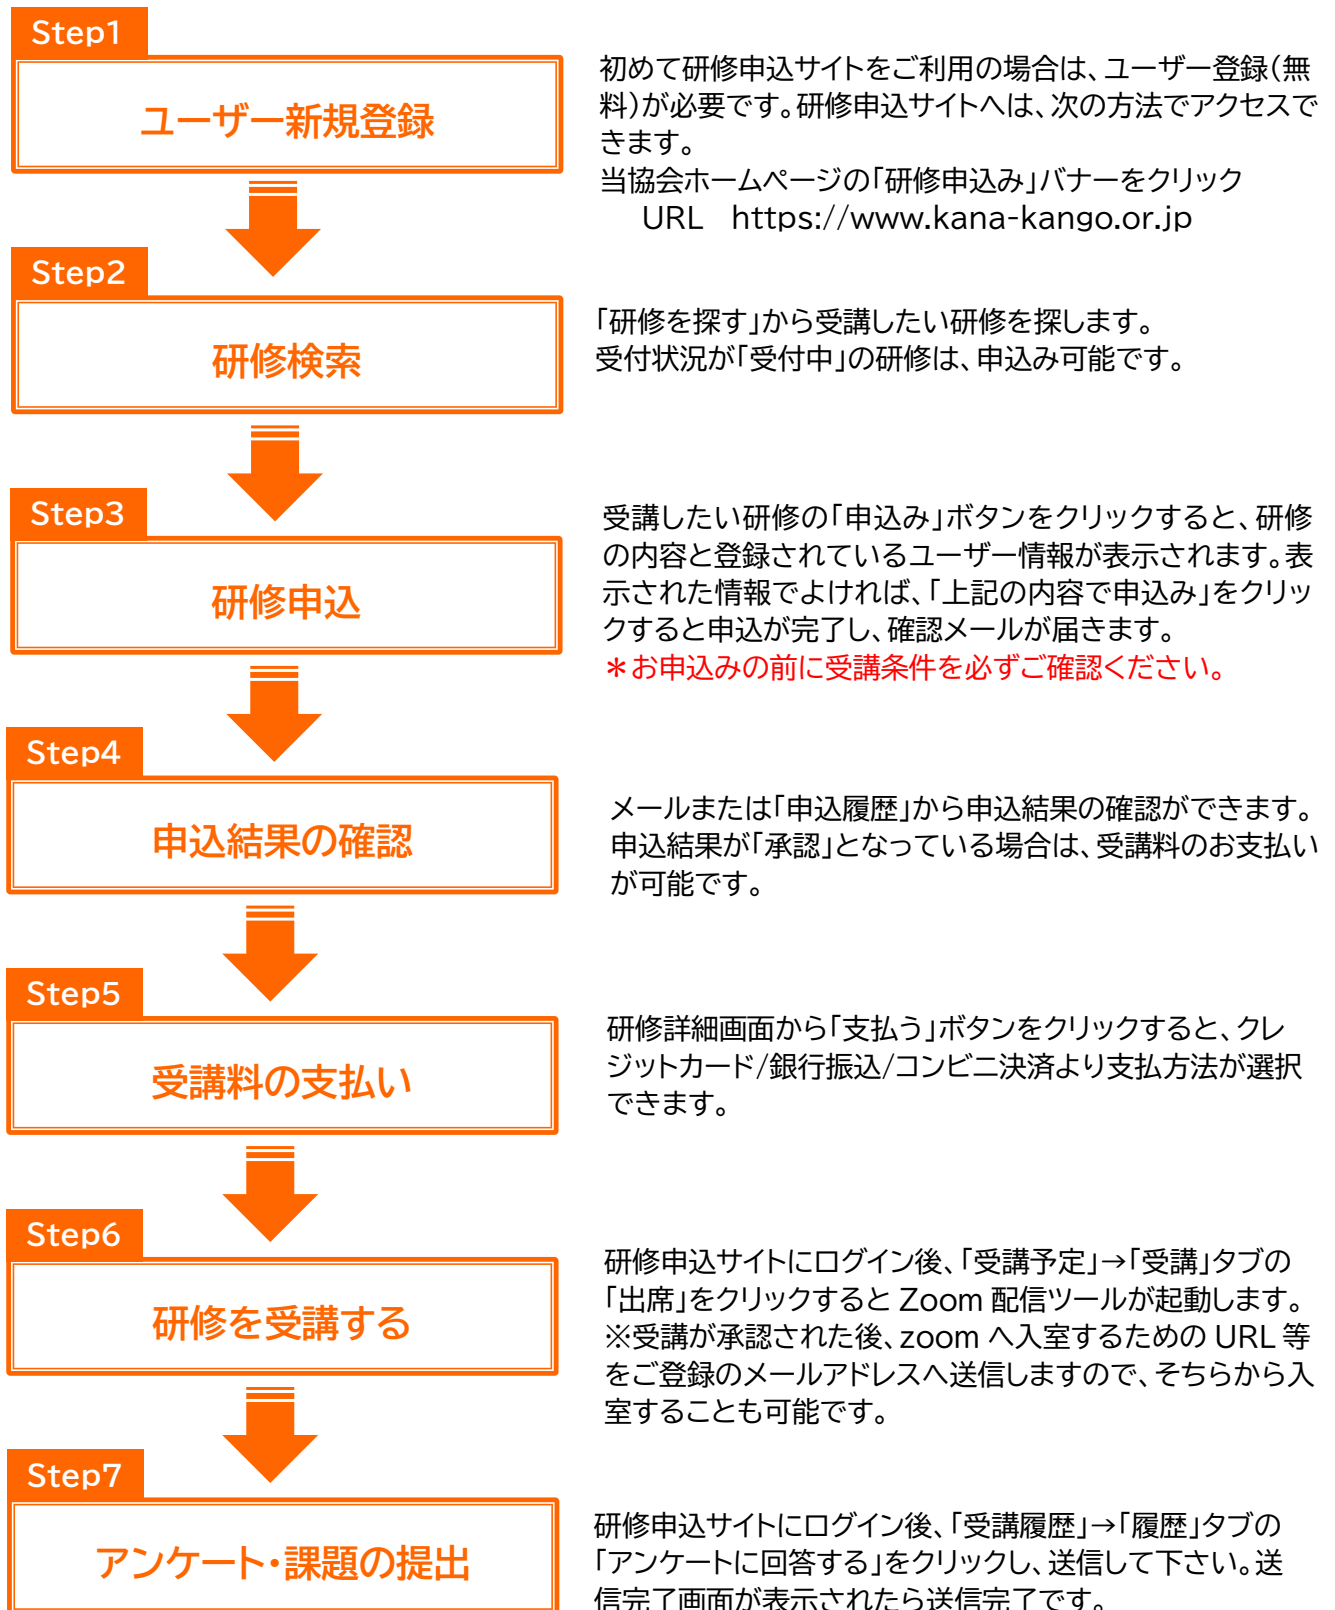 Step1
ユーザー新規登録
初めて研修申込サイトをご利用の場合は、ユーザー登録（無
料）が必要です。研修申込サイトへは、次の方法でアクセスで
きます。
当協会ホームページの「研修申込み」バナーをクリック
URL https://www.kana-kango.or.jp
Step2
研修検索
「研修を探す」から受講したい研修を探します。
受付状況が「受付中」の研修は、申込み可能です。
Step3
研修申込
受講したい研修の「申込み」ボタンをクリックすると、研修
の内容と登録されているユーザー情報が表示されます。表
示された情報でよければ、「上記の内容で申込み」をクリッ
クすると申込が完了し、確認メールが届きます。
＊お申込みの前に受講条件を必ずご確認ください。
Step4
申込結果の確認
メールまたは「申込履歴」から申込結果の確認ができます。
申込結果が「承認」となっている場合は、受講料のお支払い
が可能です。
Step5
受講料の支払い
研修詳細画面から「支払う」ボタンをクリックすると、クレ
ジットカード/銀行振込/コンビニ決済より支払方法が選択
できます。
Step6
研修を受講する
研修申込サイトにログイン後、「受講予定」→「受講」タブの
「出席」をクリックすると Zoom 配信ツールが起動します。
※受講が承認された後、zoom へ入室するための URL 等
をご登録のメールアドレスへ送信しますので、そちらから入
室することも可能です。
Step7
アンケート・課題の提出
研修申込サイトにログイン後、「受講履歴」→「履歴」タブの
「アンケートに回答する」をクリックし、送信して下さい。送
信完了画面が表示されたら送信完了です。